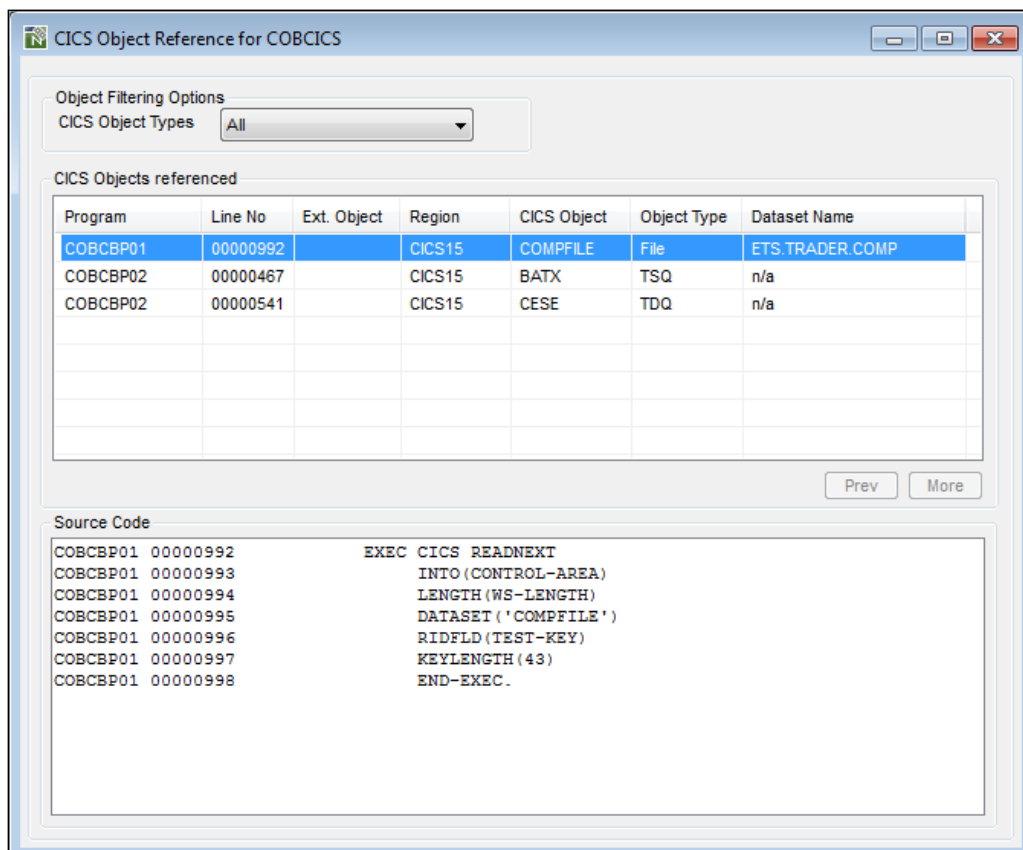 CICS Object Reference for COBCICS
Object Filtering Options
CICS Object Types All
CICS Objects referenced
Program Line No Ext. Object Region CICS Object Object Type Dataset Name
COBCBP01 00000992 CICS15 COMPFILE File ETS.TRADER.COMP
COBCBP02 00000467 CICS15 BATX TSQ n/a
COBCBP02 00000541 CICS15 CESE TDQ n/a
Prev More
Source Code
COBCBP01 00000992 EXEC CICS READNEXT
COBCBP01 00000993 INTO(CONTROL-AREA)
COBCBP01 00000994 LENGTH(WS-LENGTH)
COBCBP01 00000995 DATASET('COMPFILE')
COBCBP01 00000996 RIDFLD(TEST-KEY)
COBCBP01 00000997 KEYLENGTH(43)
COBCBP01 00000998 END-EXEC.